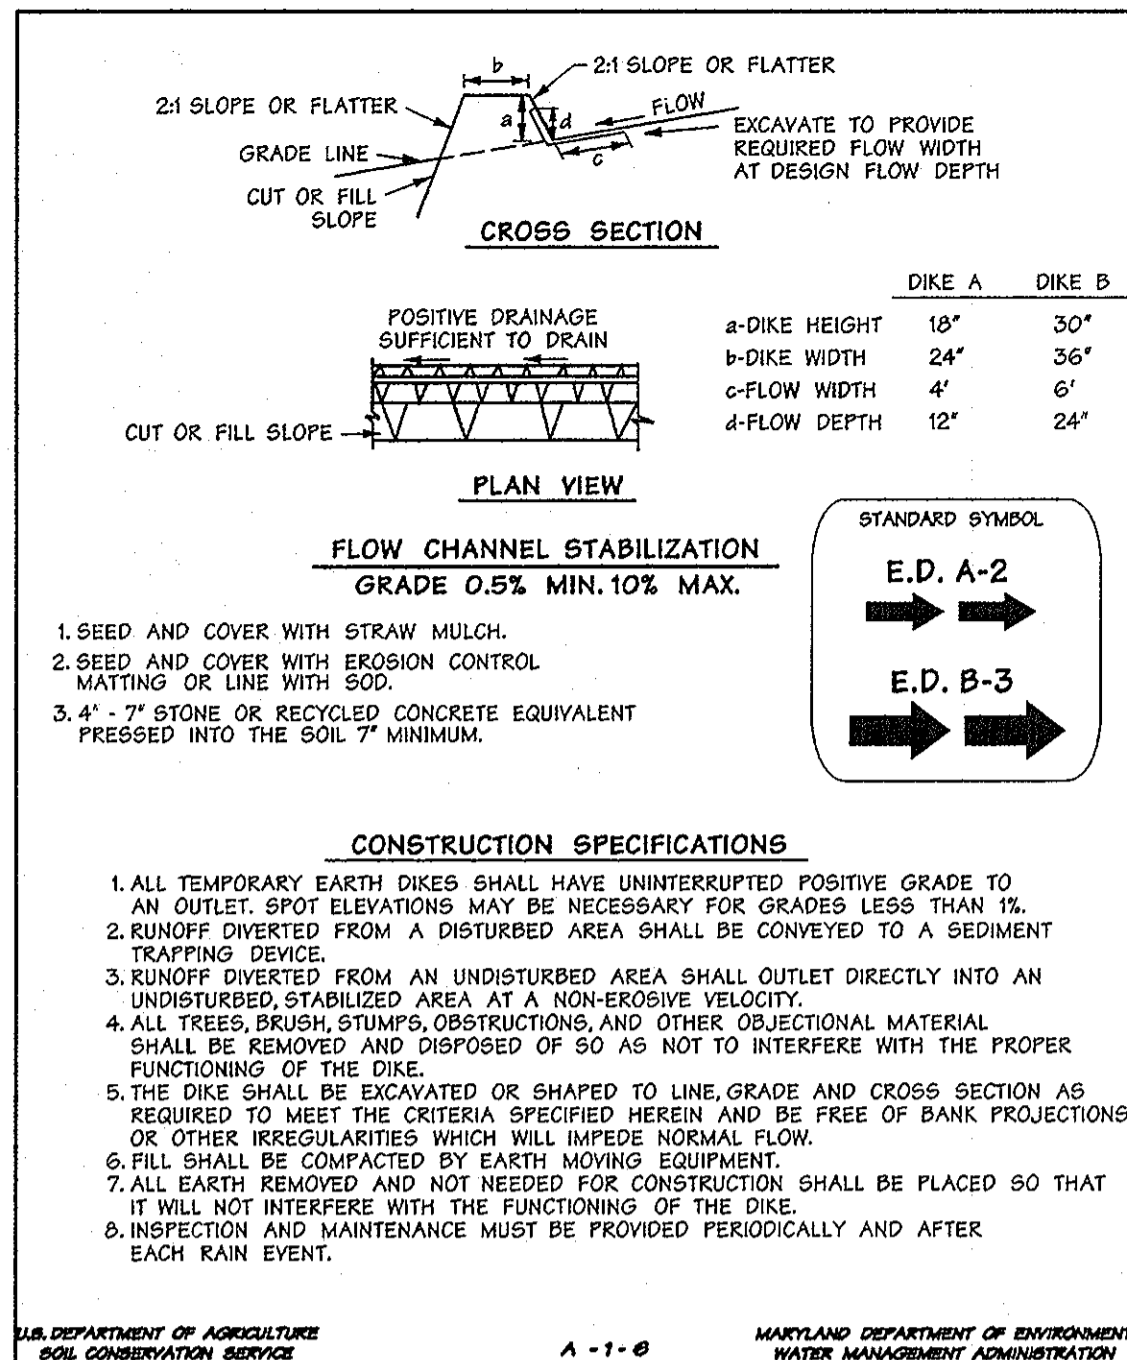 b
2:1 SLOPE OR FLATTER
2:1 SLOPE OR FLATTER
FLOW
a
d
EXCAVATE TO PROVIDE
REQUIRED FLOW WIDTH
AT DESIGN FLOW DEPTH
GRADE LINE
c
CUT OR FILL
SLOPE
CROSS SECTION
DIKE A DIKE B
a-DIKE HEIGHT 18" 30"
b-DIKE WIDTH 24" 36"
c-FLOW WIDTH 4' 6'
d-FLOW DEPTH 12" 24"
POSITIVE DRAINAGE
SUFFICIENT TO DRAIN
CUT OR FILL SLOPE
PLAN VIEW
STANDARD SYMBOL
E.D. A-2
E.D. B-3
FLOW CHANNEL STABILIZATION
GRADE 0.5% MIN. 10% MAX.
1. SEED AND COVER WITH STRAW MULCH.
2. SEED AND COVER WITH EROSION CONTROL
MATTING OR LINE WITH SOD.
3. 4" - 7" STONE OR RECYCLED CONCRETE EQUIVALENT
PRESSED INTO THE SOIL 7" MINIMUM.
CONSTRUCTION SPECIFICATIONS
1. ALL TEMPORARY EARTH DIKES SHALL HAVE UNINTERRUPTED POSITIVE GRADE TO
AN OUTLET. SPOT ELEVATIONS MAY BE NECESSARY FOR GRADES LESS THAN 1%.
2. RUNOFF DIVERTED FROM A DISTURBED AREA SHALL BE CONVEYED TO A SEDIMENT
TRAPPING DEVICE.
3. RUNOFF DIVERTED FROM AN UNDISTURBED AREA SHALL OUTLET DIRECTLY INTO AN
UNDISTURBED, STABILIZED AREA AT A NON-EROSIVE VELOCITY.
4. ALL TREES, BRUSH, STUMPS, OBSTRUCTIONS, AND OTHER OBJECTIONAL MATERIAL
SHALL BE REMOVED AND DISPOSED OF SO AS NOT TO INTERFERE WITH THE PROPER
FUNCTIONING OF THE DIKE.
5. THE DIKE SHALL BE EXCAVATED OR SHAPED TO LINE, GRADE AND CROSS SECTION AS
REQUIRED TO MEET THE CRITERIA SPECIFIED HEREIN AND BE FREE OF BANK PROJECTIONS
OR OTHER IRREGULARITIES WHICH WILL IMPEDE NORMAL FLOW.
6. FILL SHALL BE COMPACTED BY EARTH MOVING EQUIPMENT.
7. ALL EARTH REMOVED AND NOT NEEDED FOR CONSTRUCTION SHALL BE PLACED SO THAT
IT WILL NOT INTERFERE WITH THE FUNCTIONING OF THE DIKE.
8. INSPECTION AND MAINTENANCE MUST BE PROVIDED PERIODICALLY AND AFTER
EACH RAIN EVENT.
U.S. DEPARTMENT OF AGRICULTURE
SOIL CONSERVATION SERVICE
A - 1 - 6
MARYLAND DEPARTMENT OF ENVIRONMENT
WATER MANAGEMENT ADMINISTRATION